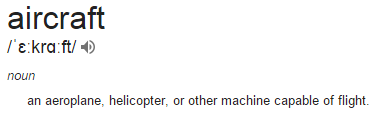 aircraft
/ˈɛːkrɑːft/
noun
an aeroplane, helicopter, or other machine capable of flight.